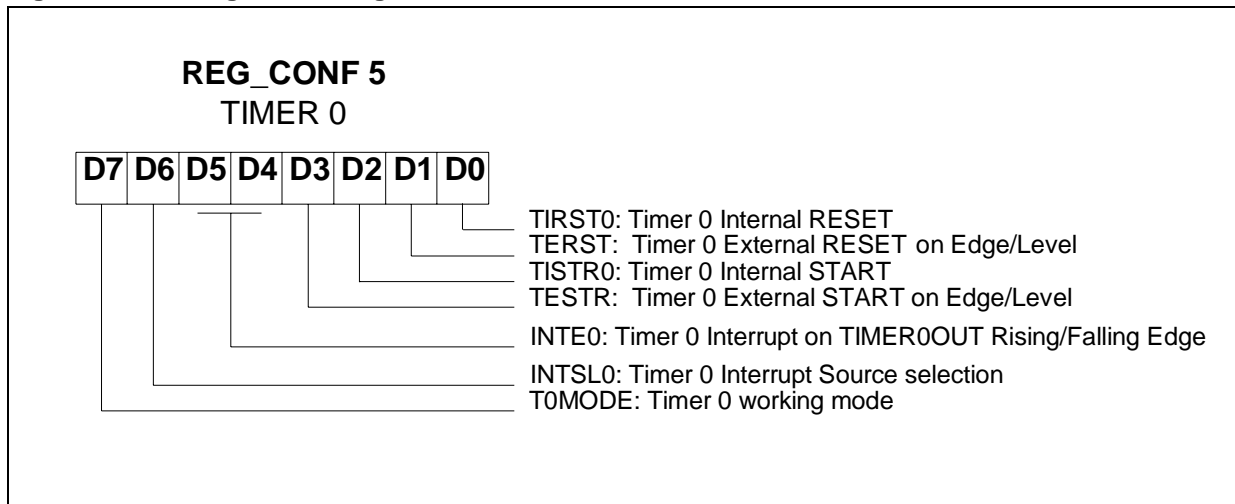 REG_CONF 5
TIMER 0
D7 D6 D5 D4 D3 D2 D1 D0
TIRST0: Timer 0 Internal RESET
TERST: Timer 0 External RESET on Edge/Level
TISTR0: Timer 0 Internal START
TESTR: Timer 0 External START on Edge/Level
INTE0: Timer 0 Interrupt on TIMER0OUT Rising/Falling Edge
INTSL0: Timer 0 Interrupt Source selection
T0MODE: Timer 0 working mode